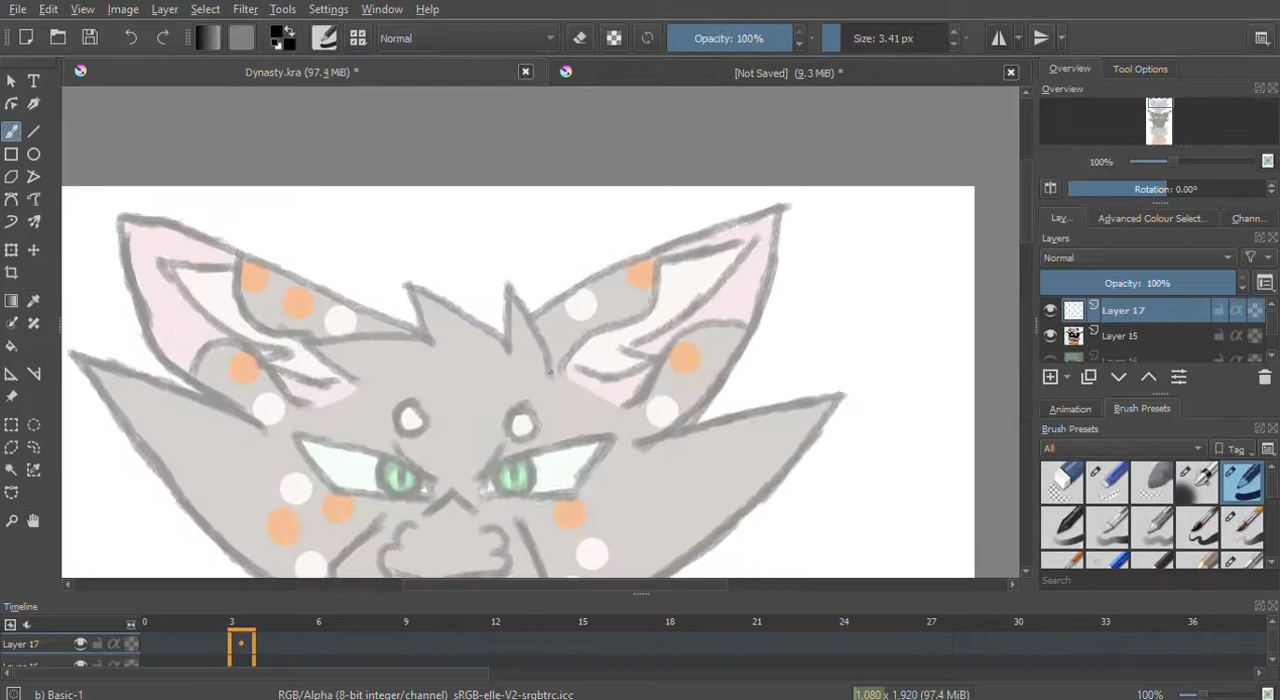 File Edit View Image Layer Select Filter Tools Settings Window Help
Normal Opacity: 100% Size: 3.41 px
Dynasty.kra (97.4 MiB) * [Not Saved] (9.3 MiB) *
Overview Tool Options
Overview
100%
Rotation: 0.00°
Lay... Advanced Colour Select... Chann...
Layers
Normal
Opacity: 100%
Layer 17
Layer 15
Animation Brush Presets
Brush Presets
All Tag
Search
Timeline
0 3 6 9 12 15 18 21 24 27 30 33 36
Layer 17
b) Basic-1 RGB/Alpha (8-bit integer/channel) sRGB-elle-V2-srgbtrc.icc 1,080 x 1,920 (97.4 MiB) 100%